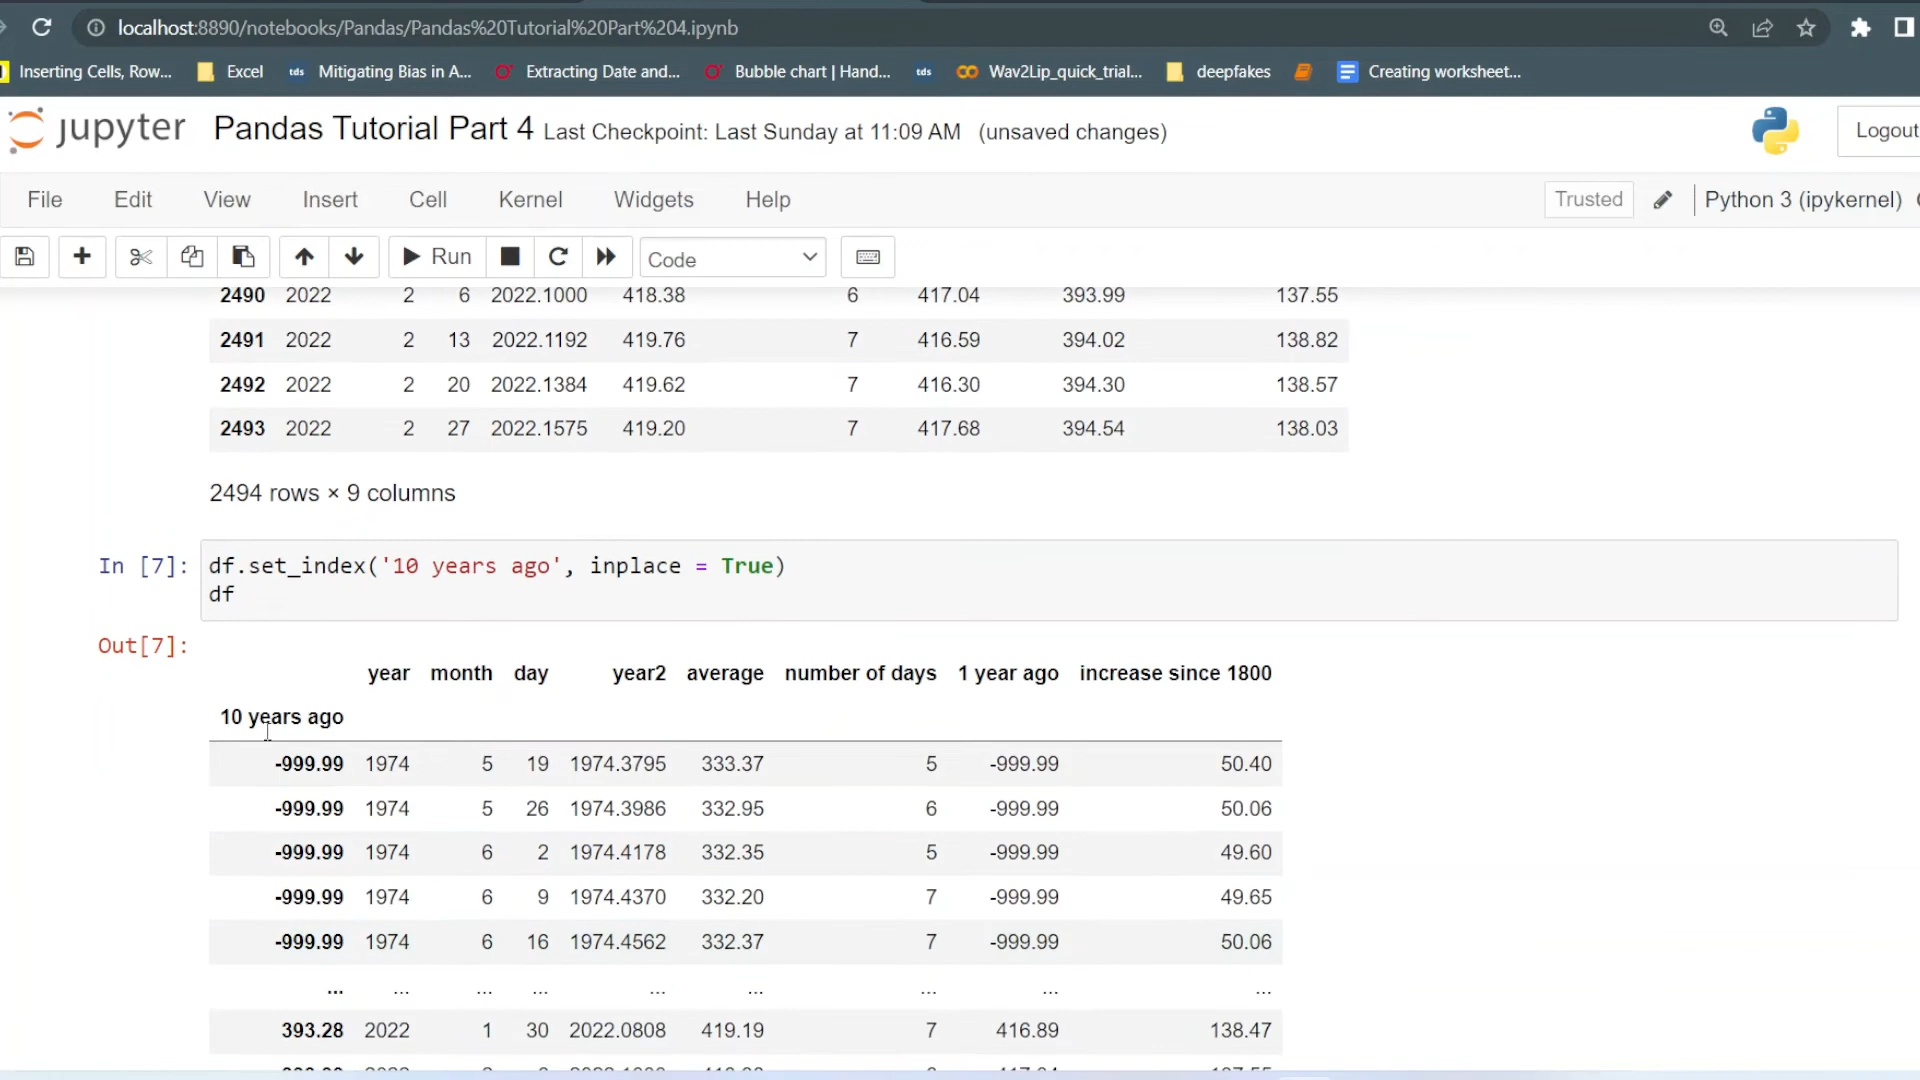 localhost:8890/notebooks/Pandas/Pandas%20Tutorial%20Part%204.ipynb
Inserting Cells, Row... Excel tds Mitigating Bias in A... Extracting Date and... Bubble chart | Hand... tds Wav2Lip_quick_trial... deepfakes Creating worksheet...
jupyter Pandas Tutorial Part 4 Last Checkpoint: Last Sunday at 11:09 AM (unsaved changes) Logout
File Edit View Insert Cell Kernel Widgets Help Trusted Python 3 (ipykernel)
Run Code
2490 2022 2 6 2022.1000 418.38 6 417.04 393.99 137.55
2491 2022 2 13 2022.1192 419.76 7 416.59 394.02 138.82
2492 2022 2 20 2022.1384 419.62 7 416.30 394.30 138.57
2493 2022 2 27 2022.1575 419.20 7 417.68 394.54 138.03
2494 rows × 9 columns
In [7]: df.set_index('10 years ago', inplace = True)
df
Out[7]:
year month day year2 average number of days 1 year ago increase since 1800
10 years ago
-999.99 1974 5 19 1974.3795 333.37 5 -999.99 50.40
-999.99 1974 5 26 1974.3986 332.95 6 -999.99 50.06
-999.99 1974 6 2 1974.4178 332.35 5 -999.99 49.60
-999.99 1974 6 9 1974.4370 332.20 7 -999.99 49.65
-999.99 1974 6 16 1974.4562 332.37 7 -999.99 50.06
... ... ... ... ... ... ... ... ...
393.28 2022 1 30 2022.0808 419.19 7 416.89 138.47